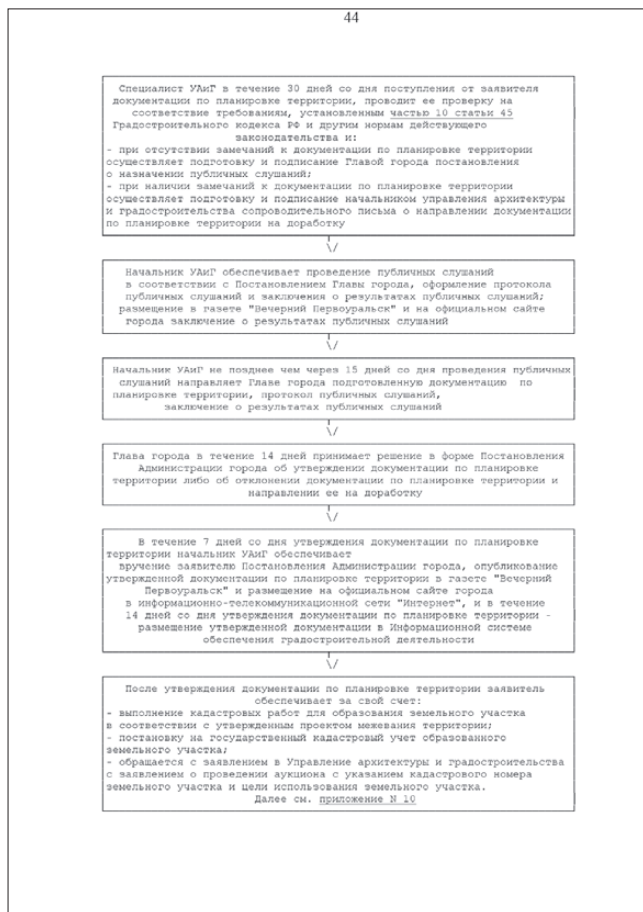 44
Специалист УАиГ в течение 30 дней со дня поступления от заявителя
документации по планировке территории, проводит ее проверку на
соответствие требованиям, установленным частью 10 статьи 45
Градостроительного кодекса РФ и другим нормам действующего
законодательства и:
- при отсутствии замечаний к документации по планировке территории
осуществляет подготовку и подписание Главой города постановления
о назначении публичных слушаний;
- при наличии замечаний к документации по планировке территории
осуществляет подготовку и подписание начальником управления архитектуры
и градостроительства сопроводительного письма о направлении документации
по планировке территории на доработку
\/
Начальник УАиГ обеспечивает проведение публичных слушаний
в соответствии с Постановлением Главы города, оформление протокола
публичных слушаний и заключения о результатах публичных слушаний;
размещение в газете "Вечерний Первоуральск" и на официальном сайте
города заключение о результатах публичных слушаний
\/
Начальник УАиГ не позднее чем через 15 дней со дня проведения публичных
слушаний направляет Главе города подготовленную документацию по
планировке территории, протокол публичных слушаний,
заключение о результатах публичных слушаний
\/
Глава города в течение 14 дней принимает решение в форме Постановления
Администрации города об утверждении документации по планировке
территории либо об отклонении документации по планировке территории и
направлении ее на доработку
\/
В течение 7 дней со дня утверждения документации по планировке
территории начальник УАиГ обеспечивает
вручение заявителю Постановления Администрации города, опубликование
утвержденной документации по планировке территории в газете "Вечерний
Первоуральск" и размещение на официальном сайте города
в информационно-телекоммуникационной сети "Интернет", и в течение
14 дней со дня утверждения документации по планировке территории -
размещение утвержденной документации в Информационной системе
обеспечения градостроительной деятельности
\/
После утверждения документации по планировке территории заявитель
обеспечивает за свой счет:
- выполнение кадастровых работ для образования земельного участка
в соответствии с утвержденным проектом межевания территории;
- постановку на государственный кадастровый учет образованного
земельного участка;
- обращается с заявлением в Управление архитектуры и градостроительства
с заявлением о проведении аукциона с указанием кадастрового номера
земельного участка и цели использования земельного участка.
Далее см. приложение N 10